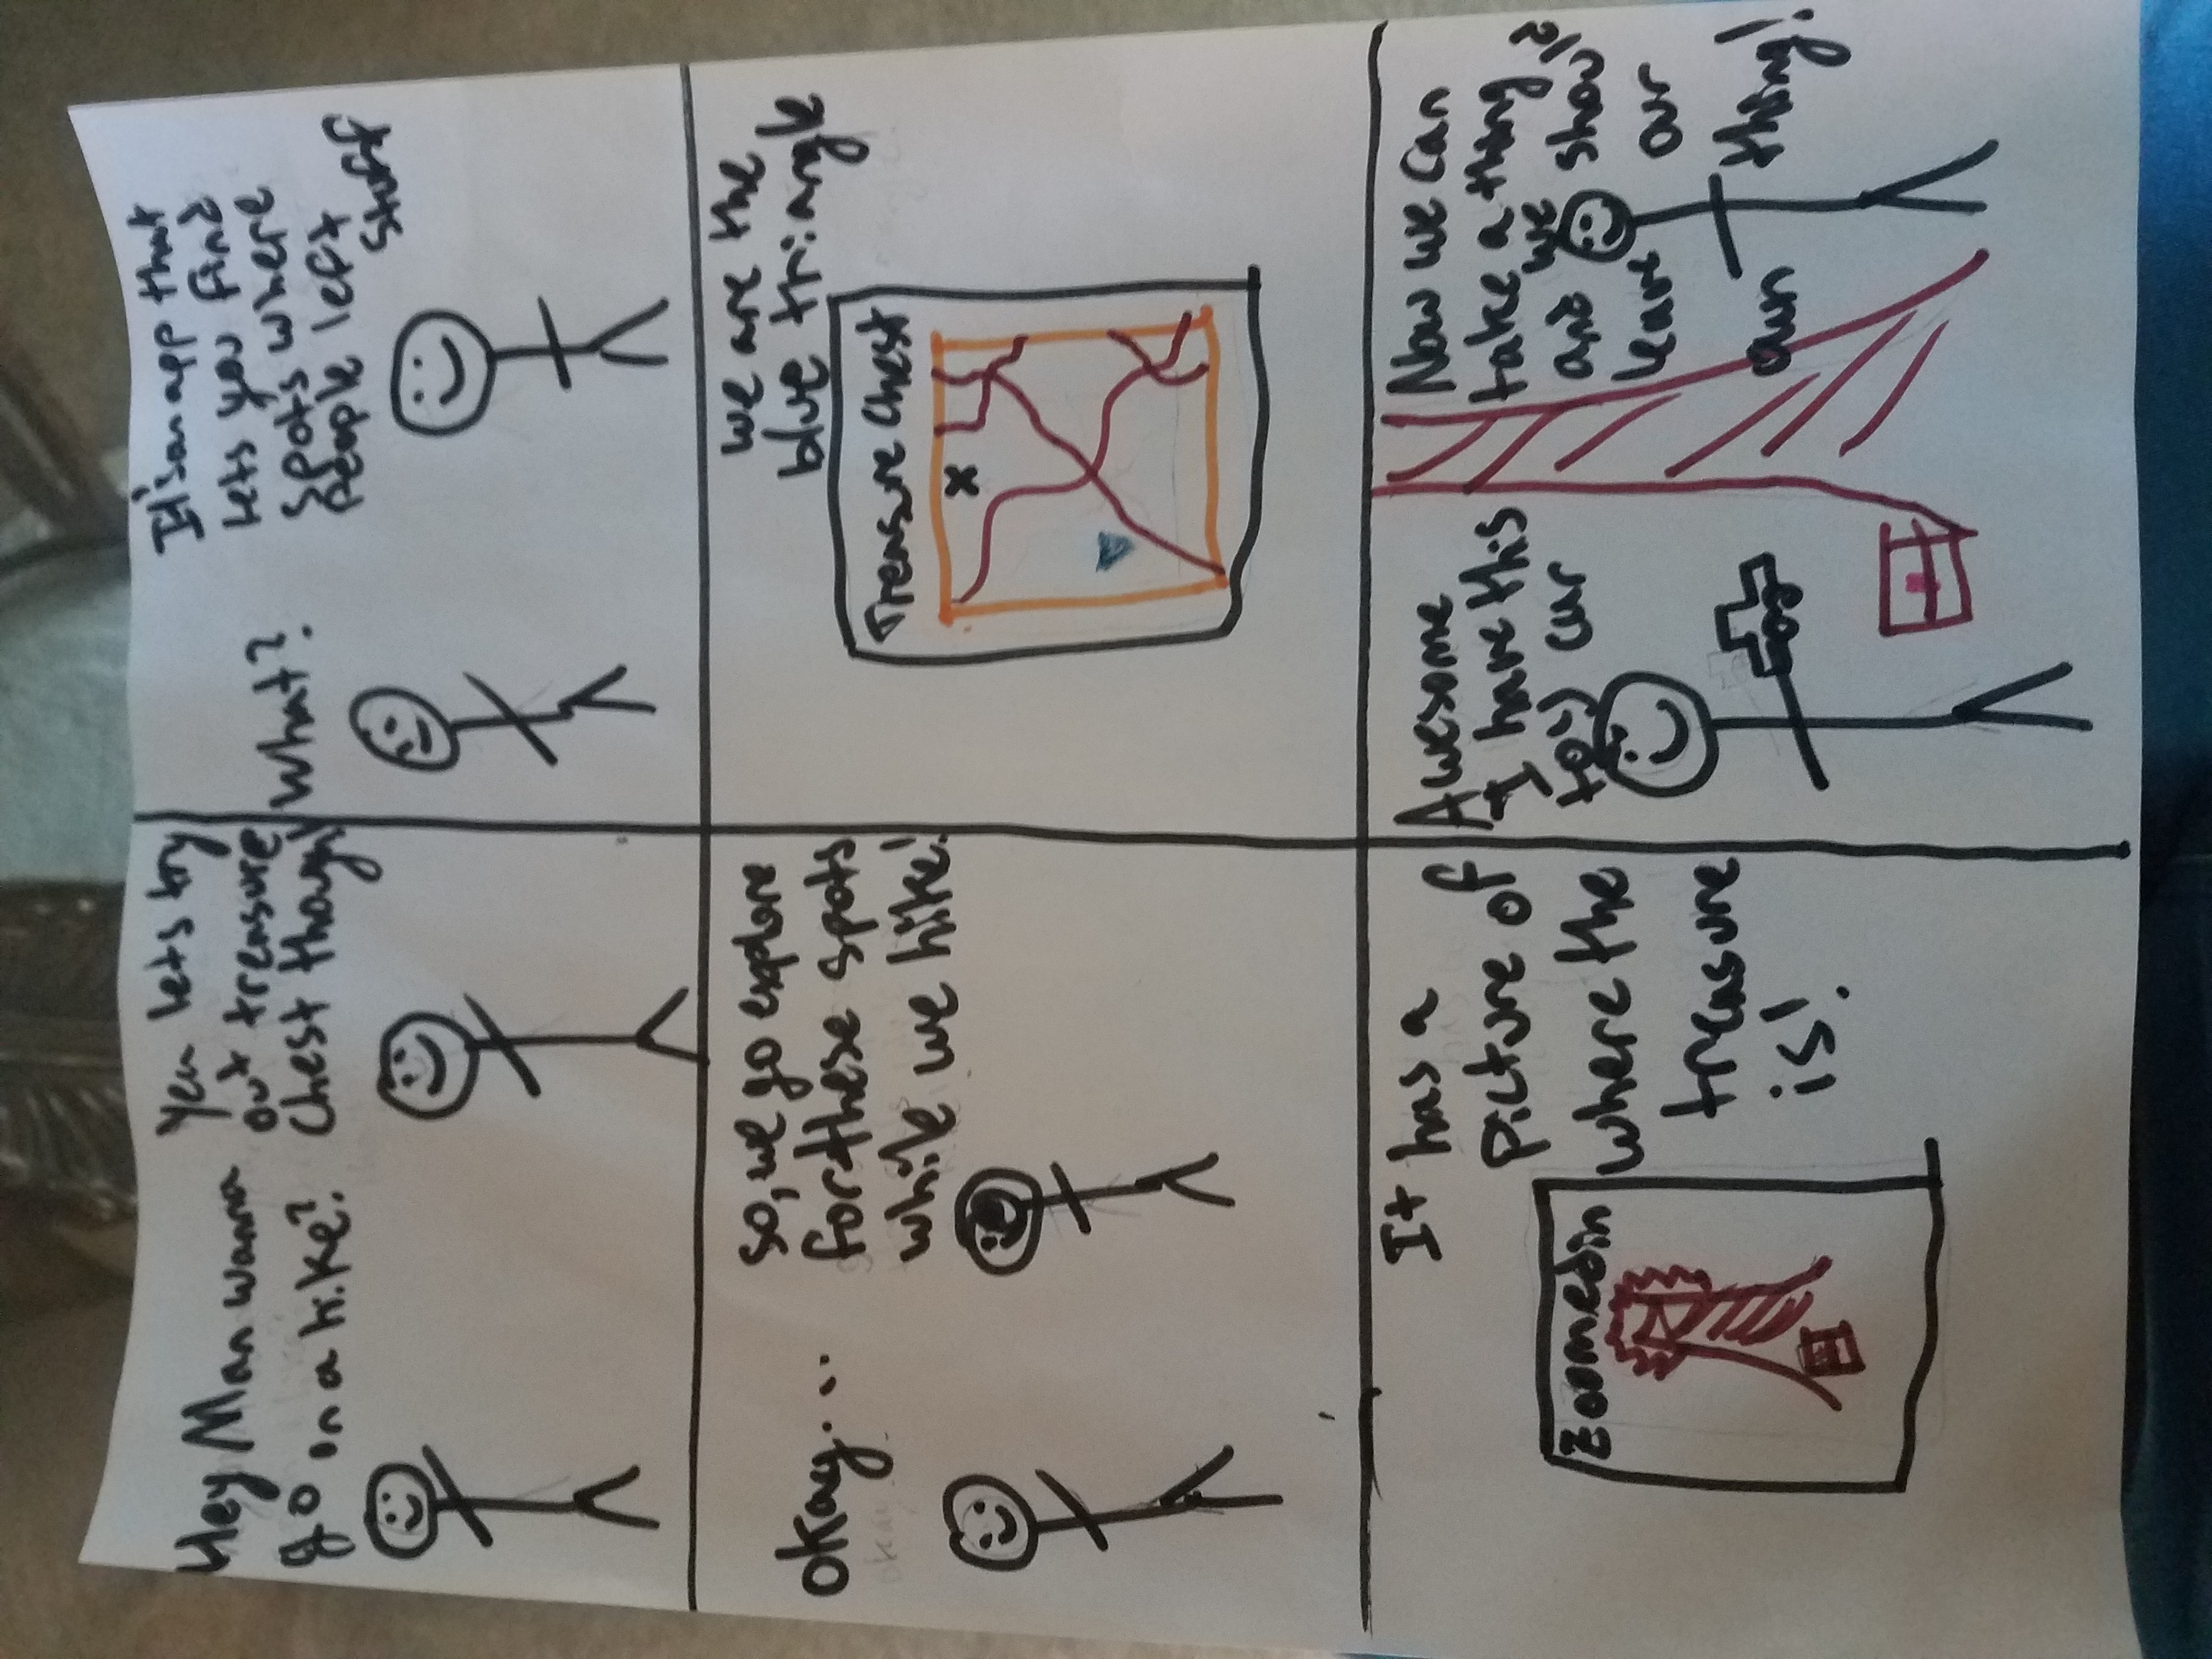 Hey Man wanna
go on a hike?
Yea lets try
out treasure
chest though!
What?
It's an app that
lets you find
spots where
people left
stuff
okay...
so, we go explore
for these spots
while we hike!
we are the
blue triangle
Treasure Chest
It has a
picture of
where the
treasure
is!
Zoomed in
Awesome
I have this
toy car
Now we can
take a thing
and we should
leave our
own thing!